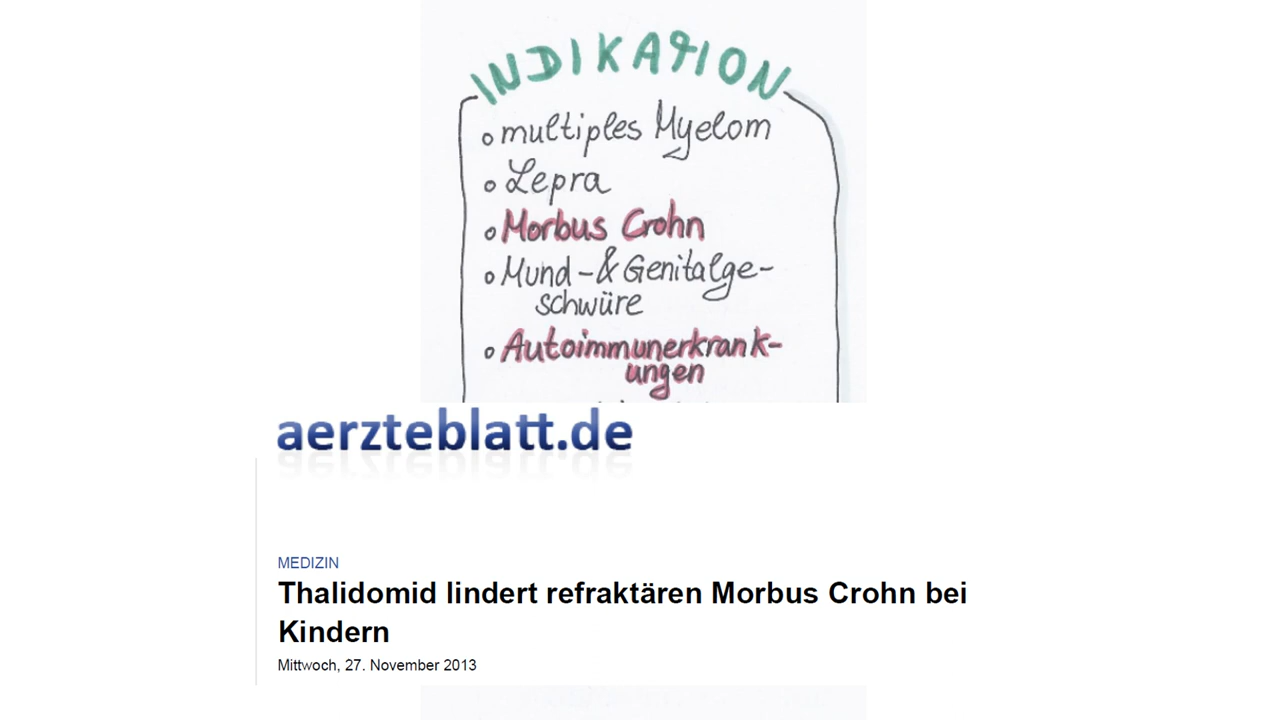 INDIKATION
multiples Myelom
Lepra
Morbus Crohn
Mund-&Genitalge-
schwüre
Autoimmunerkrank-
ungen
aerzteblatt.de
MEDIZIN
Thalidomid lindert refraktären Morbus Crohn bei
Kindern
Mittwoch, 27. November 2013